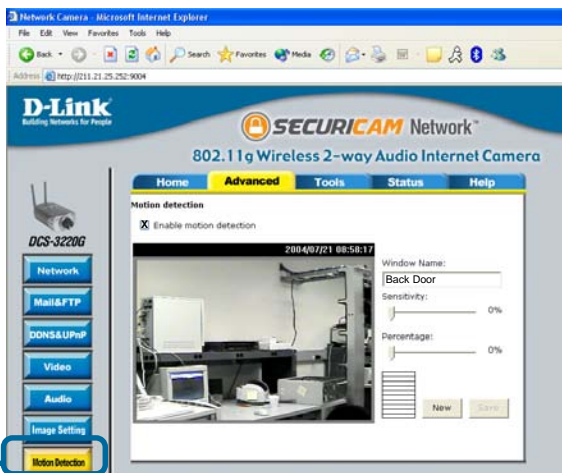 Network Camera - Microsoft Internet Explorer
File Edit View Favorites Tools Help
Back Search Favorites Media
Address http://211.21.25.252:9004
D-Link
Building Networks for People
SECURICAM Network™
802.11g Wireless 2-way Audio Internet Camera
Home Advanced Tools Status Help
DCS-3220G
Network
Mail&FTP
DDNS&UPnP
Video
Audio
Image Setting
Motion Detection
Motion detection
X Enable motion detection
2004/07/21 08:58:17
Window Name:
Back Door
Sensitivity:
0%
Percentage:
0%
New Save